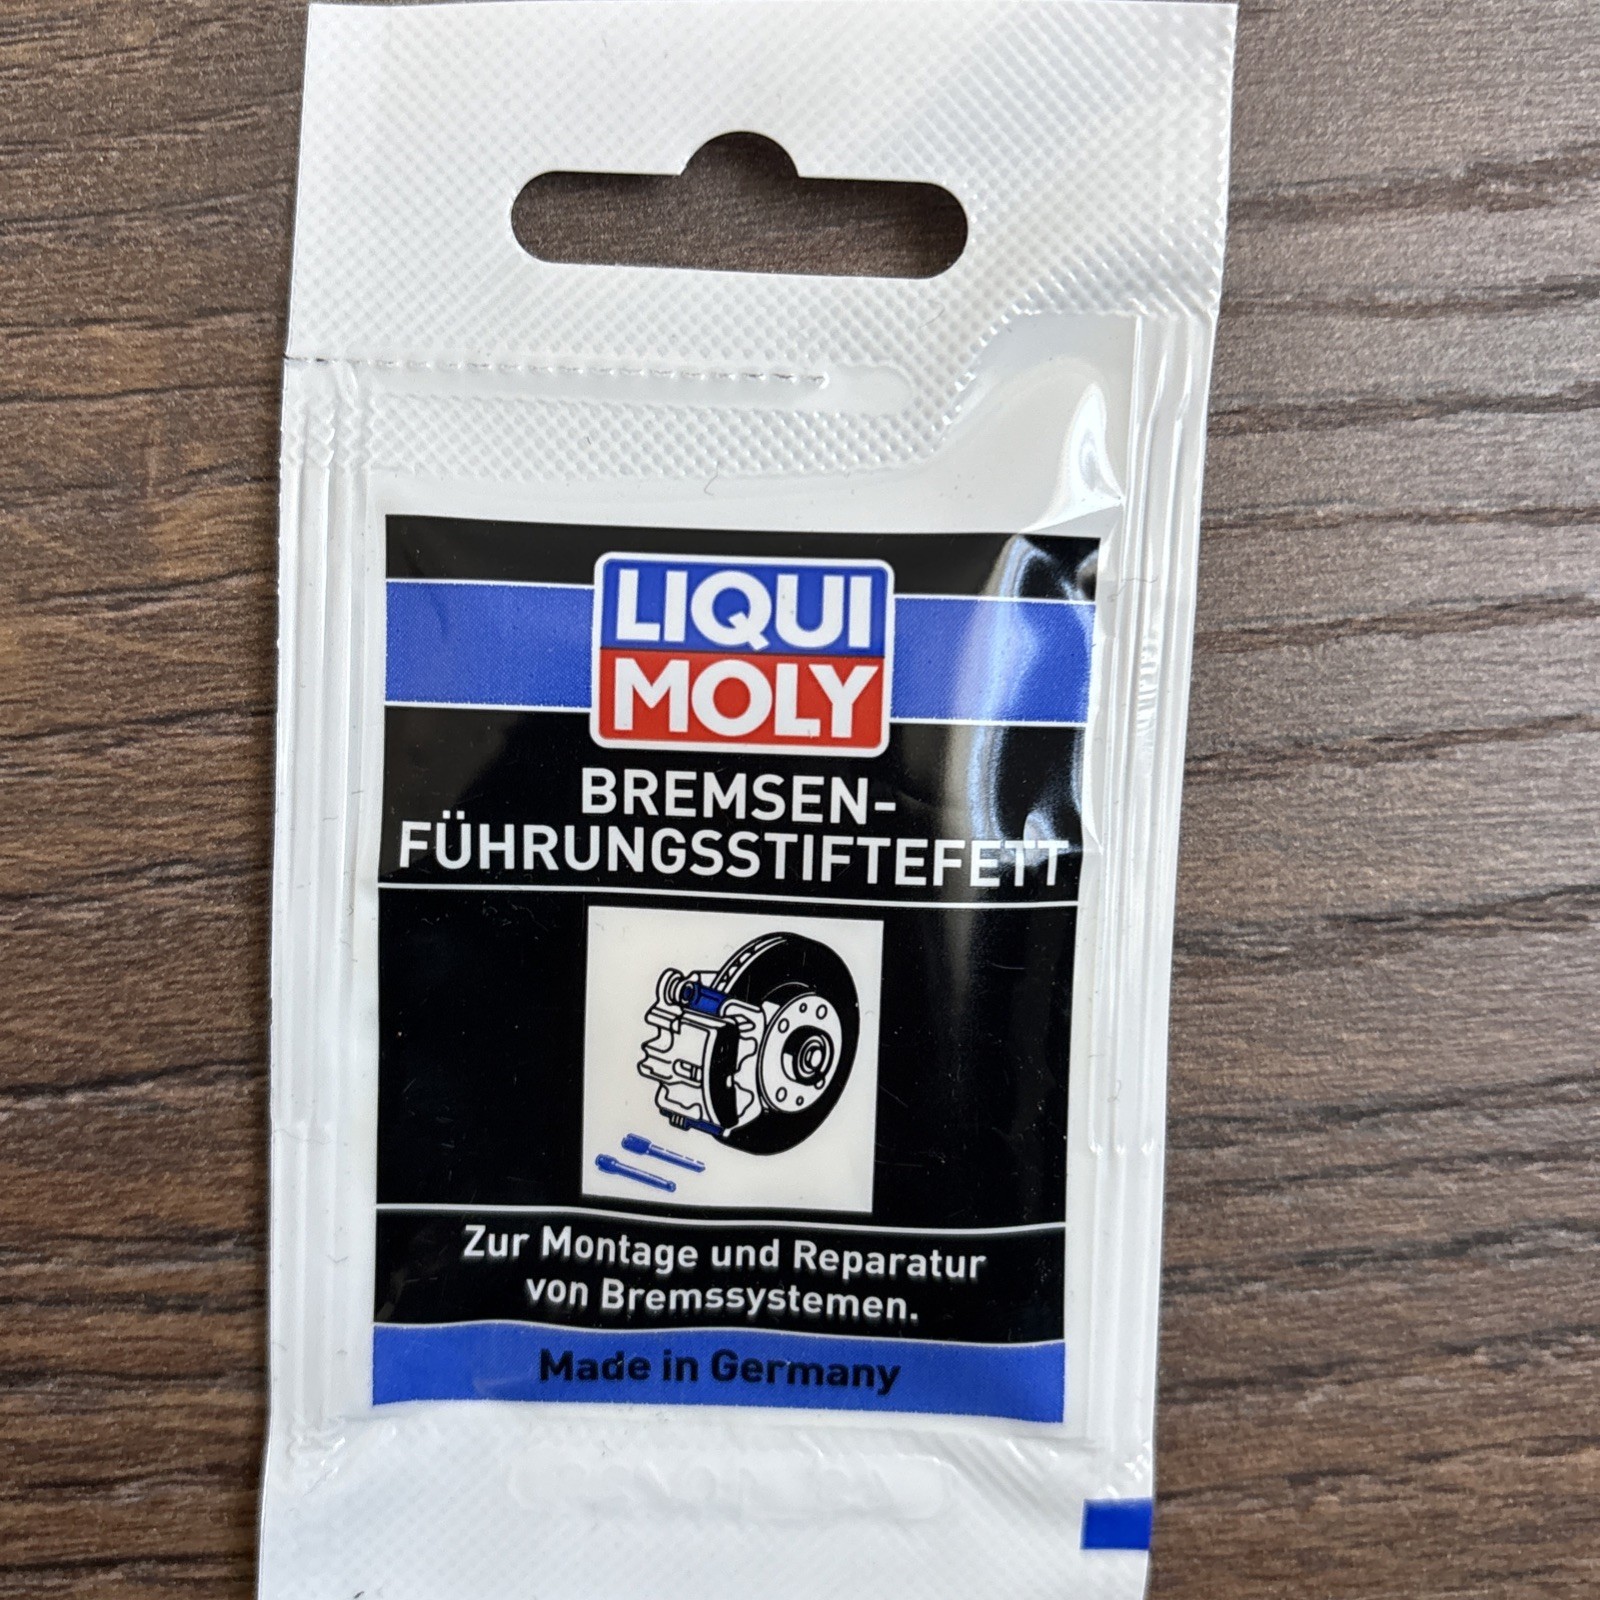 LIQUI
MOLY
BREMSEN-
FÜHRUNGSSTIFTEFETT
Zur Montage und Reparatur
von Bremssystemen.
Made in Germany